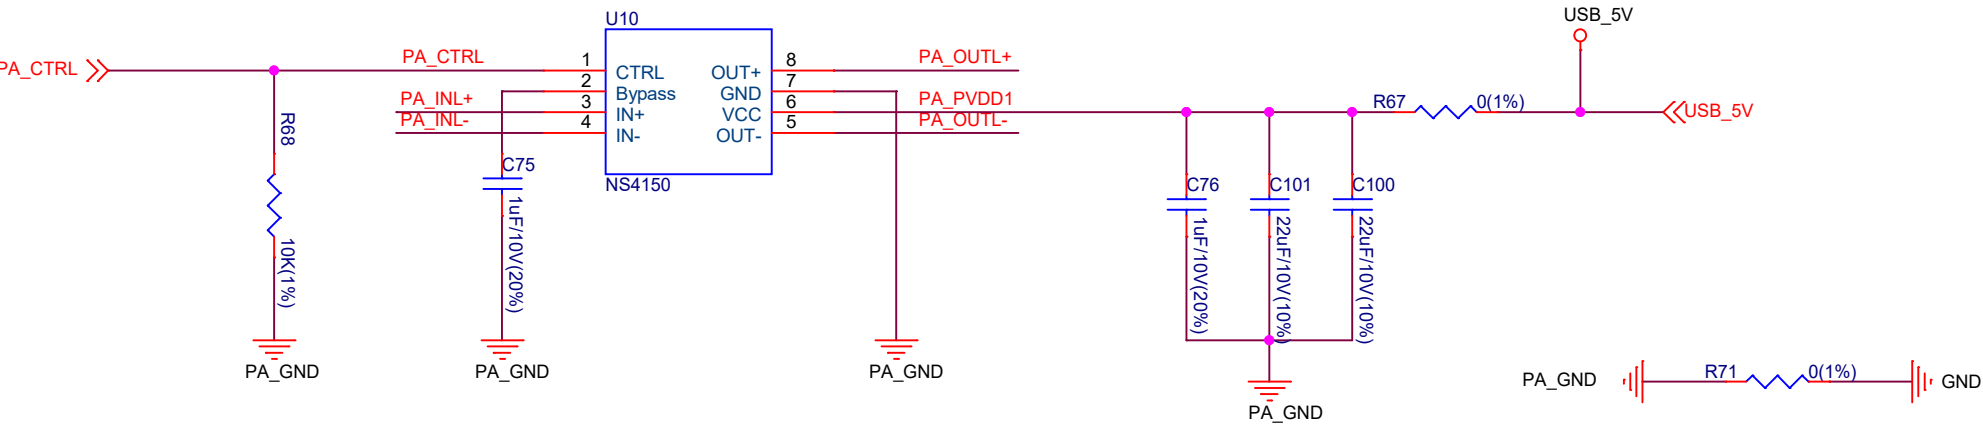 USB_5V
U10
PA_CTRL
PA_CTRL
1
CTRL
OUT+
8
PA_OUTL+
2
Bypass
GND
7
PA_INL+
3
IN+
VCC
6
PA_PVDD1
R67
0(1%)
USB_5V
PA_INL-
4
IN-
OUT-
5
PA_OUTL-
R68
10K(1%)
C75
1uF/10V(20%)
NS4150
C76
1uF/10V(20%)
C101
22uF/10V(10%)
C100
22uF/10V(10%)
PA_GND
PA_GND
PA_GND
PA_GND
PA_GND
R71
0(1%)
GND